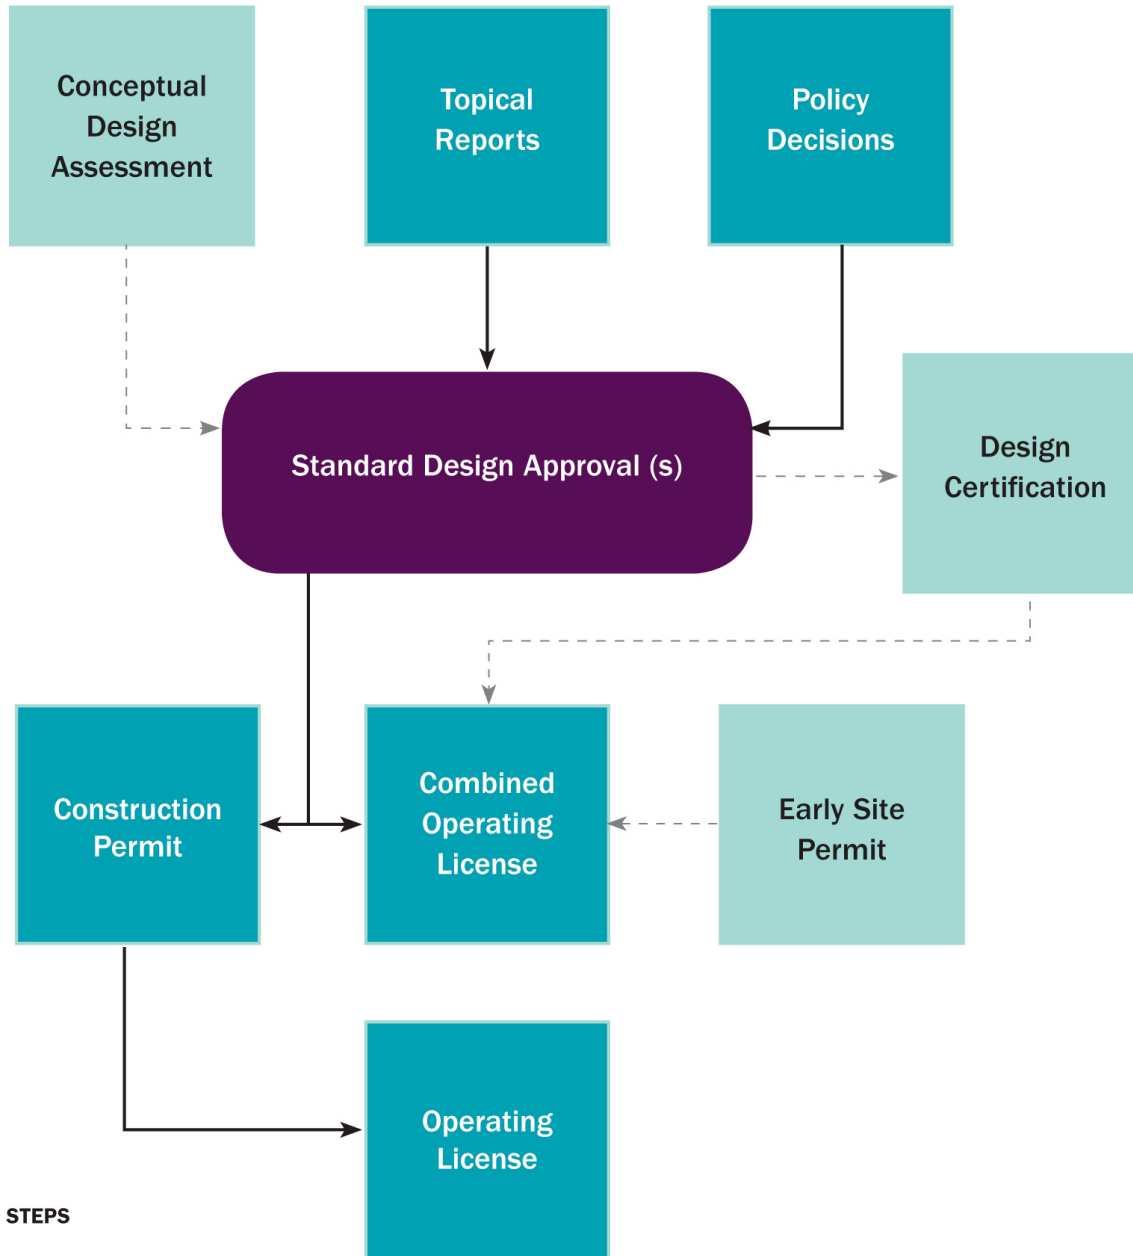 Conceptual
Design
Assessment
Topical
Reports
Policy
Decisions
Standard Design Approval (s)
Design
Certification
Construction
Permit
Combined
Operating
License
Early Site
Permit
Operating
License
STEPS